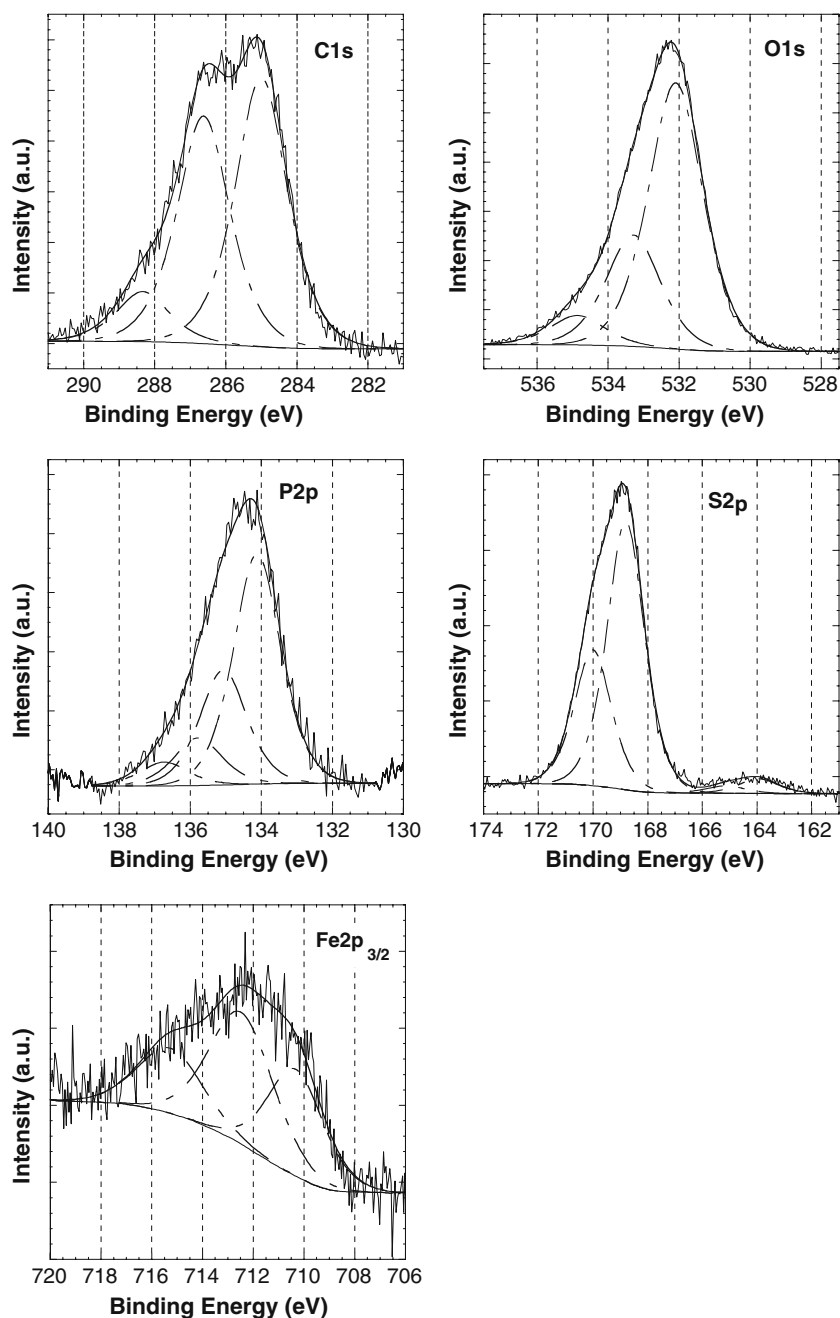 C1s
Intensity (a.u.)
290 288 286 284 282
Binding Energy (eV)
O1s
Intensity (a.u.)
536 534 532 530 528
Binding Energy (eV)
P2p
Intensity (a.u.)
140 138 136 134 132 130
Binding Energy (eV)
S2p
Intensity (a.u.)
174 172 170 168 166 164 162
Binding Energy (eV)
Fe2p 3/2
Intensity (a.u.)
720 718 716 714 712 710 708 706
Binding Energy (eV)